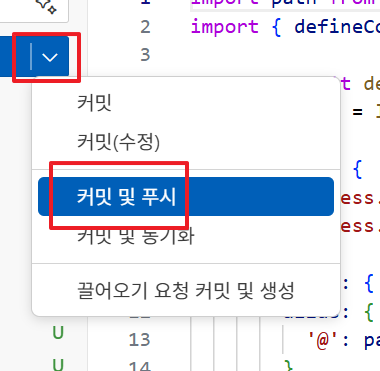 1
2
3
import path from
import { defineCo
커밋
커밋(수정)
커밋 및 푸시
커밋 및 동기화
끌어오기 요청 커밋 및 생성
t de
= 
{
ess.
ess.
: {
: {
13
'@': pa
14
}
U
U